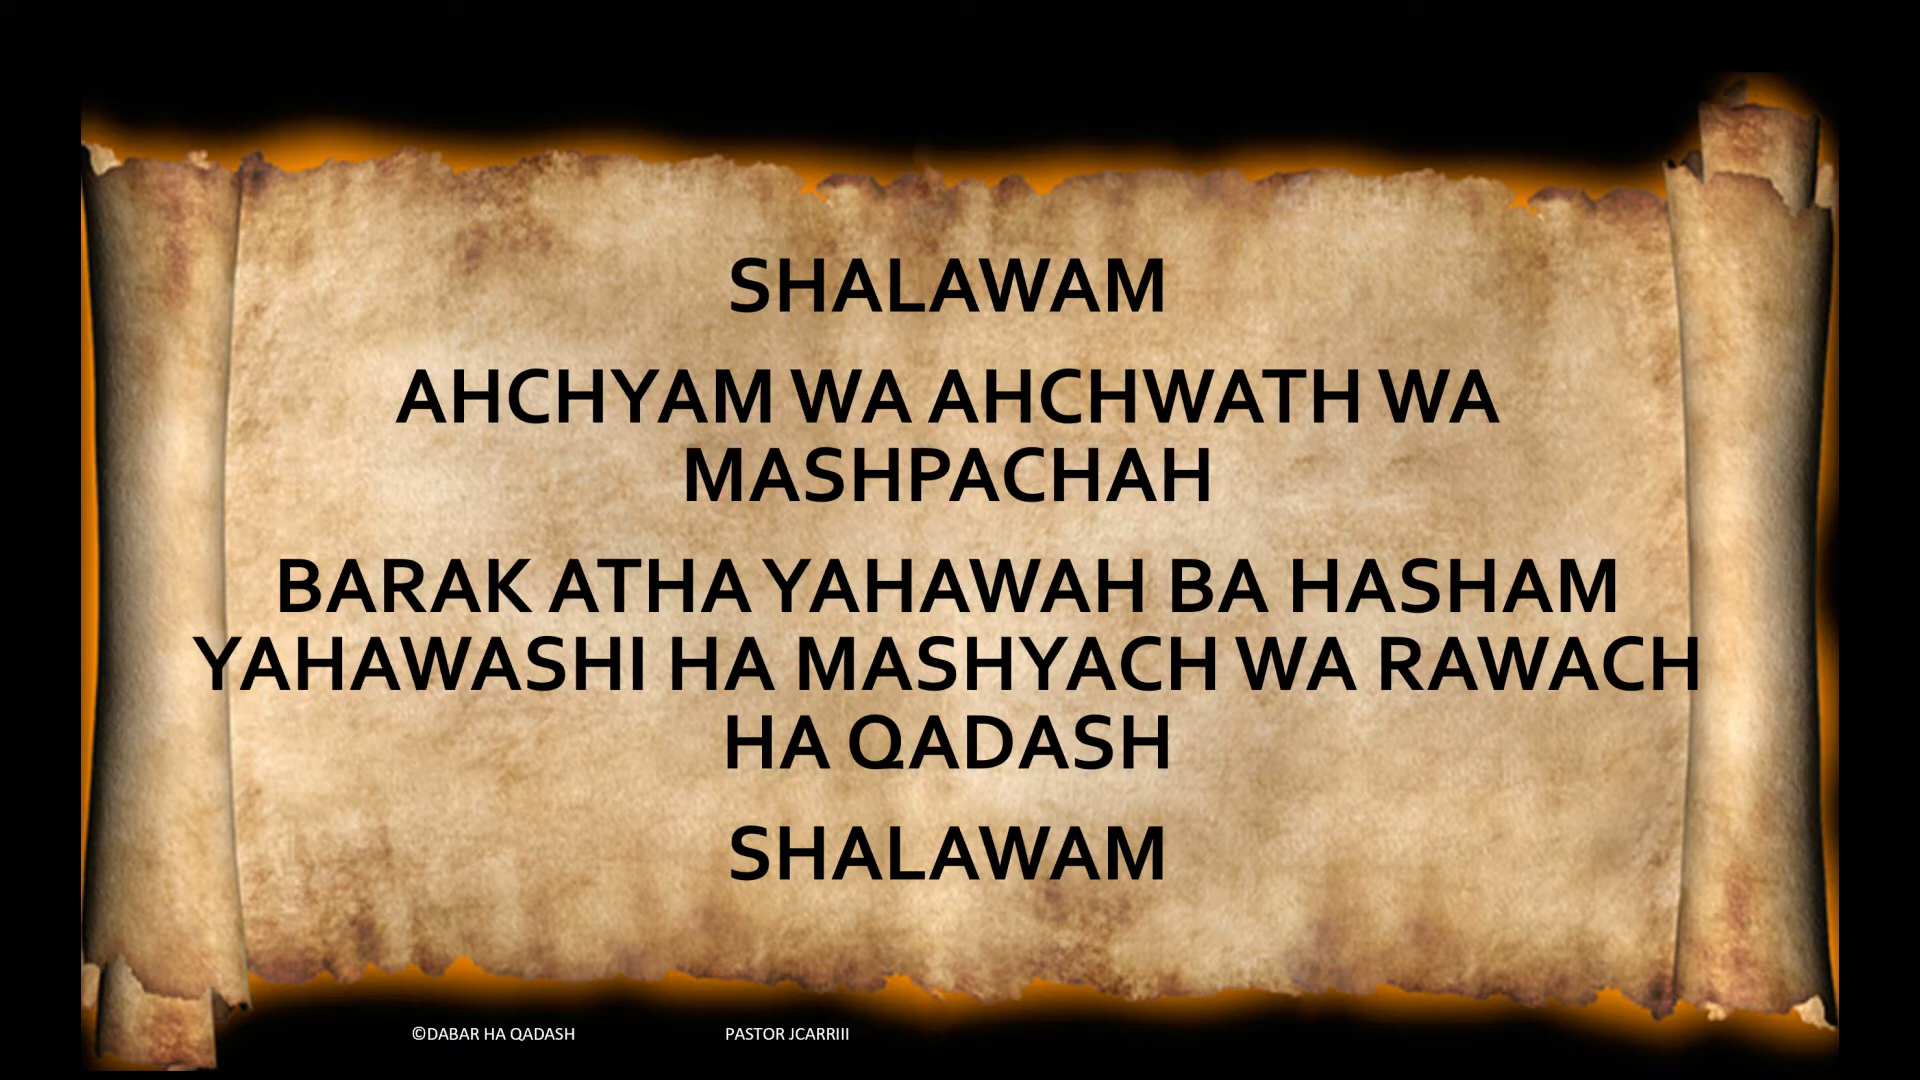 SHALAWAM
AHCHYAM WA AHCHWATH WA
MASHPACHAH
BARAK ATHA YAHAWAH BA HASHAM
YAHAWASHI HA MASHYACH WA RAWACH
HA QADASH
SHALAWAM
©DABAR HA QADASH PASTOR JCARRIII